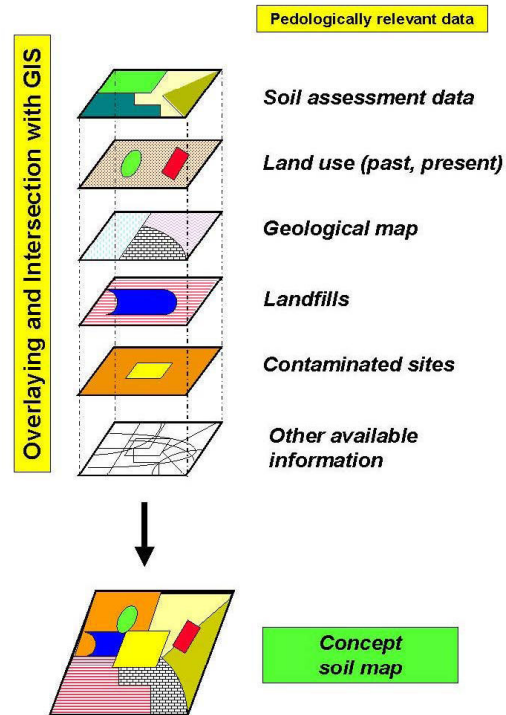 Pedologically relevant data
Overlaying and Intersection with GIS
Soil assessment data
Land use (past, present)
Geological map
Landfills
Contaminated sites
Other available
information
Concept
soil map